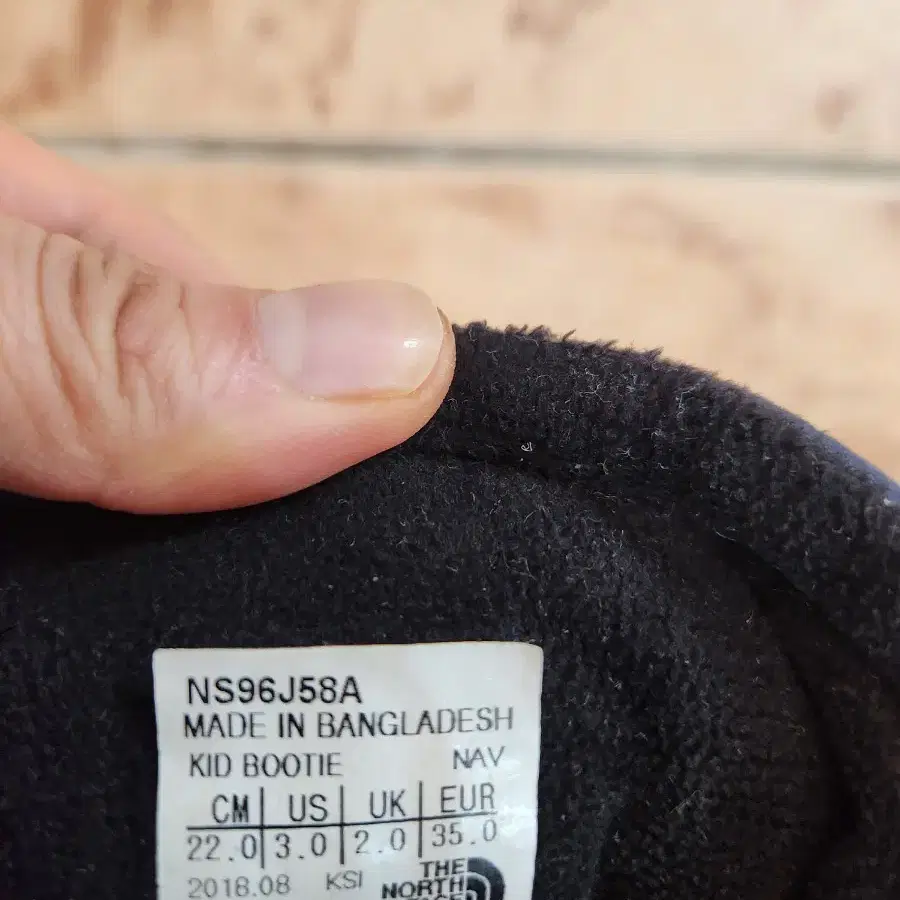 NS96J58A
MADE IN BANGLADESH
KID BOOTIE NAV
CM US UK EUR
22.0 3.0 2.0 35.0
2018.08 KSI THE
NORTH
FACE